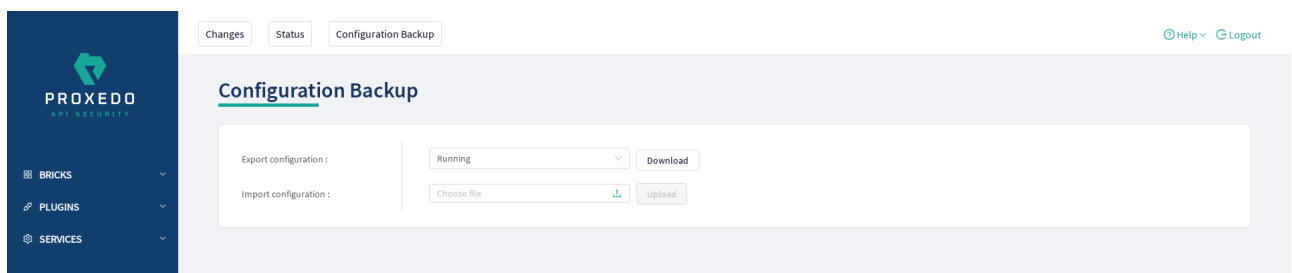 Changes Status Configuration Backup Help Logout
PROXEDO
API SECURITY
Configuration Backup
Export configuration : Running Download
Import configuration : Choose file Upload
BRICKS
PLUGINS
SERVICES